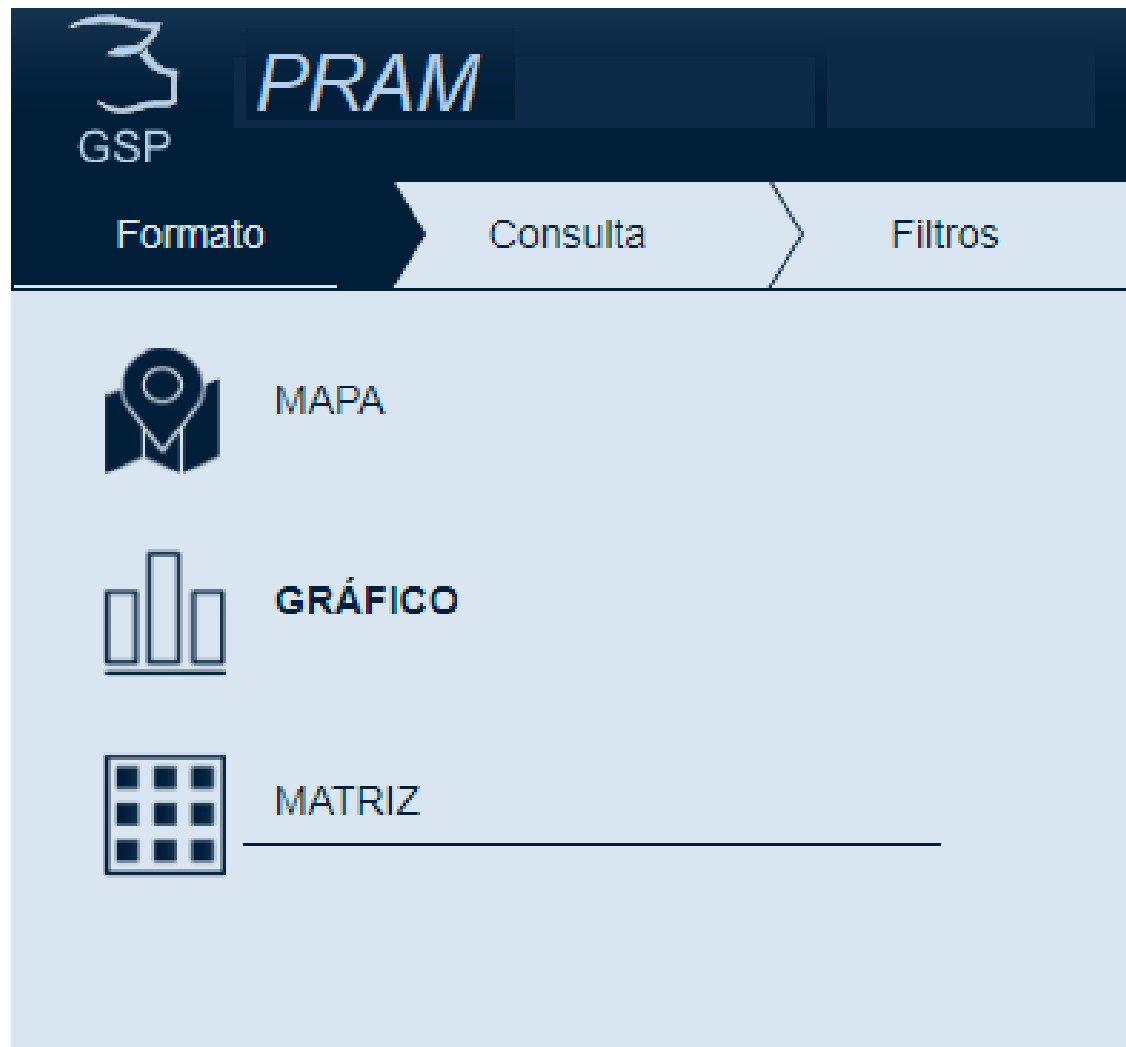 PRAM
GSP
Formato Consulta Filtros
MAPA
GRÁFICO
MATRIZ